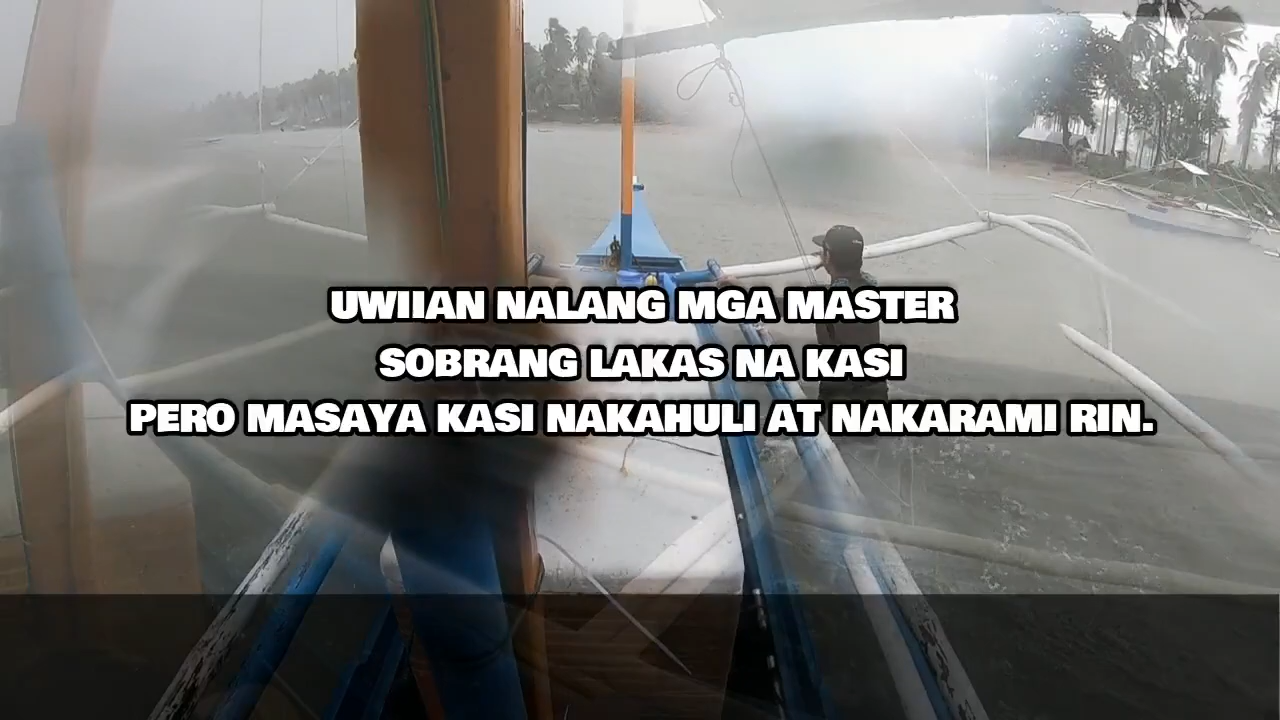 UWIIAN NALANG MGA MASTER
SOBRANG LAKAS NA KASI
PERO MASAYA KASI NAKAHULI AT NAKARAMI RIN.